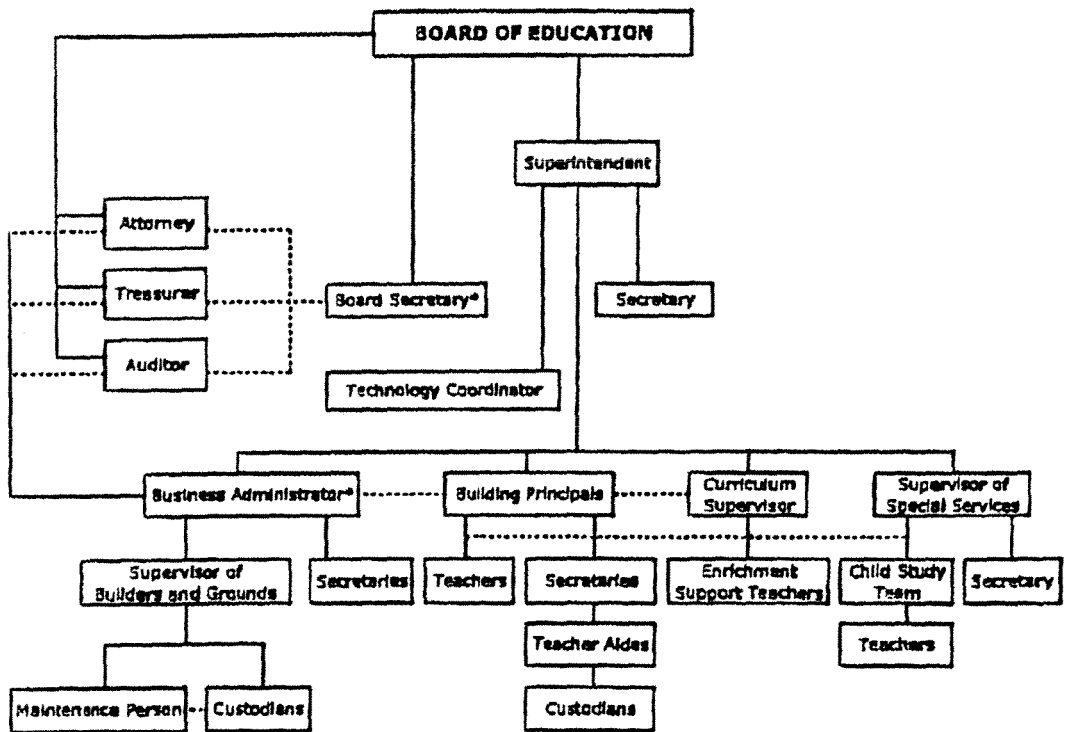 BOARD OF EDUCATION
Superintendent
Attorney
Treasurer
Board Secretary*
Secretary
Auditor
Technology Coordinator
Business Administrator*
Building Principals
Curriculum
Supervisor
Supervisor of
Special Services
Supervisor of
Builders and Grounds
Secretaries
Teachers
Secretaries
Enrichment
Support Teachers
Child Study
Team
Secretary
Teacher Aides
Teachers
Maintenance Person
Custodians
Custodians